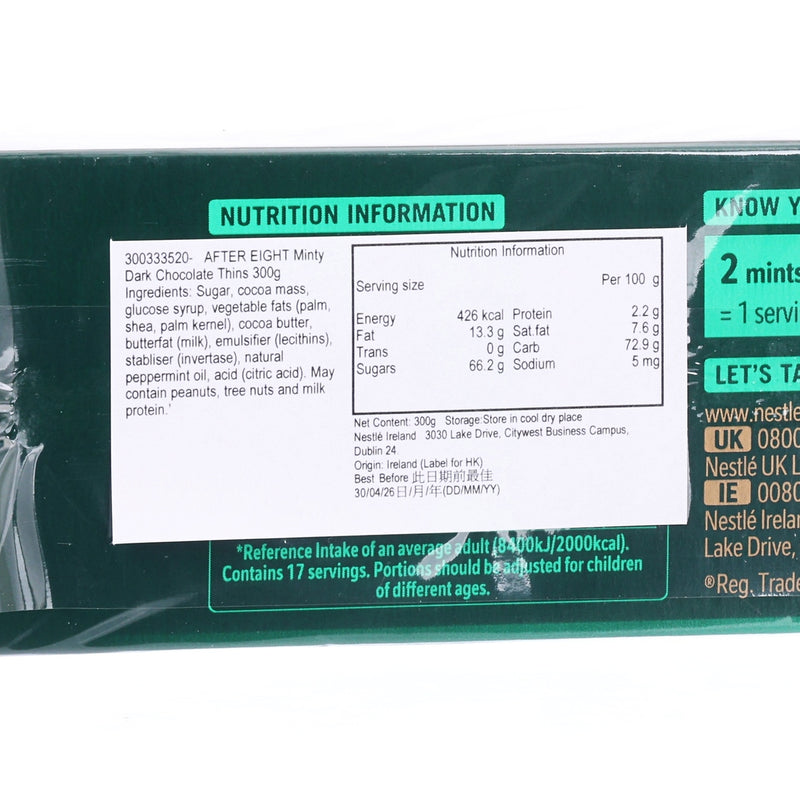 NUTRITION INFORMATION
300333520- AFTER EIGHT Minty
Dark Chocolate Thins 300g
Ingredients: Sugar, cocoa mass,
glucose syrup, vegetable fats (palm,
shea, palm kernel), cocoa butter,
butterfat (milk), emulsifier (lecithins),
stabliser (invertase), natural
peppermint oil, acid (citric acid). May
contain peanuts, tree nuts and milk
protein.'
Nutrition Information
Serving size Per 100 g
Energy 426 kcal Protein 2.2 g
Fat 13.3 g Sat.fat 7.6 g
Trans 0 g Carb 72.9 g
Sugars 66.2 g Sodium 5 mg
Net Content: 300g Storage:Store in cool dry place
Nestlé Ireland 3030 Lake Drive, Citywest Business Campus,
Dublin 24
Origin: Ireland (Label for HK)
Best Before 此日期前最佳
30/04/26日/月/年(DD/MM/YY)
*Reference Intake of an average adult (8400kJ/2000kcal).
Contains 17 servings. Portions should be adjusted for children
of different ages.
KNOW Y
2 mints
= 1 servi
LET'S TA
www.nestle
UK 0800
Nestlé UK L
IE 0080
Nestlé Irelan
Lake Drive,
®Reg. Trade